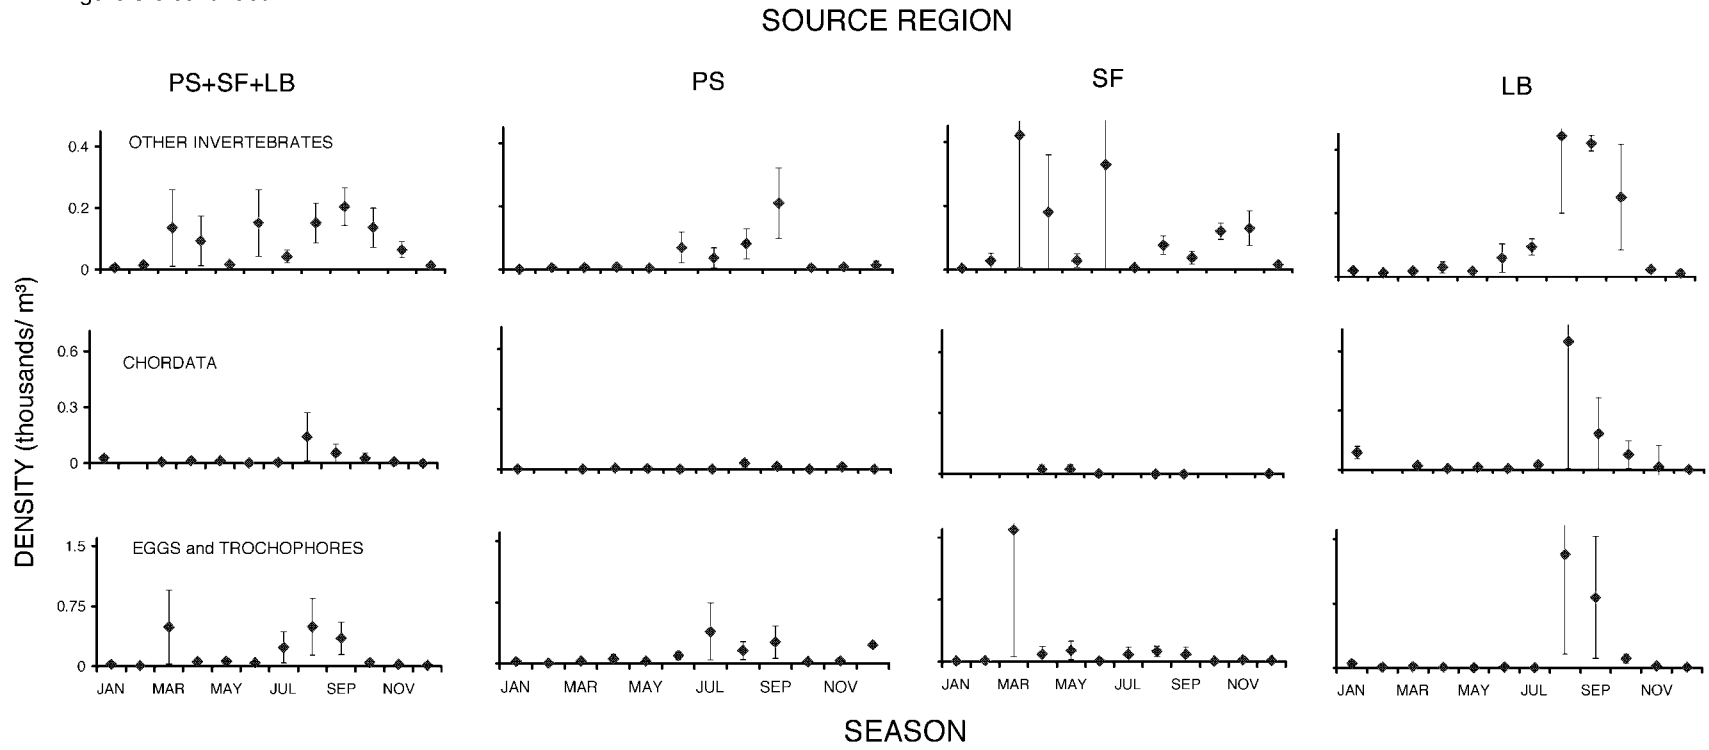 SOURCE REGION
PS+SF+LB PS SF LB
OTHER INVERTEBRATES
0.4
0.2
0
CHORDATA
0.6
0.3
0
EGGS and TROCHOPHORES
1.5
0.75
0
DENSITY (thousands/ m³)
JAN MAR MAY JUL SEP NOV JAN MAR MAY JUL SEP NOV JAN MAR MAY JUL SEP NOV JAN MAR MAY JUL SEP NOV
SEASON